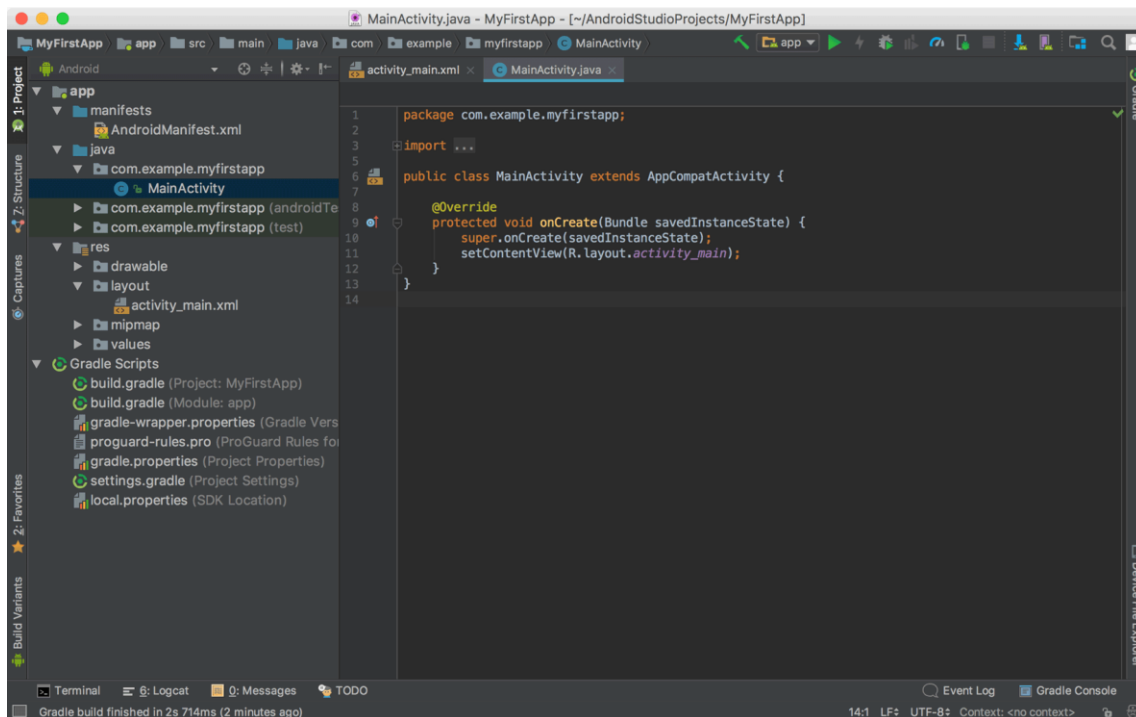 MainActivity.java - MyFirstApp - [~/AndroidStudioProjects/MyFirstApp]
MyFirstApp app src main java com example myfirstapp MainActivity app
1: Project
Z: Structure
Captures
2: Favorites
Build Variants
Android
app
manifests
AndroidManifest.xml
java
com.example.myfirstapp
MainActivity
com.example.myfirstapp (androidTe
com.example.myfirstapp (test)
res
drawable
layout
activity_main.xml
mipmap
values
Gradle Scripts
build.gradle (Project: MyFirstApp)
build.gradle (Module: app)
gradle-wrapper.properties (Gradle Vers
proguard-rules.pro (ProGuard Rules for
gradle.properties (Project Properties)
settings.gradle (Project Settings)
local.properties (SDK Location)
activity_main.xml MainActivity.java
1 package com.example.myfirstapp;
2
3 import ...
5
6 public class MainActivity extends AppCompatActivity {
7
8 @Override
9 protected void onCreate(Bundle savedInstanceState) {
10 super.onCreate(savedInstanceState);
11 setContentView(R.layout.activity_main);
12 }
13 }
14
Gradle
Device File Explorer
Terminal 6: Logcat 0: Messages TODO Event Log Gradle Console
Gradle build finished in 2s 714ms (2 minutes ago) 14:1 LF UTF-8 Context: <no context>